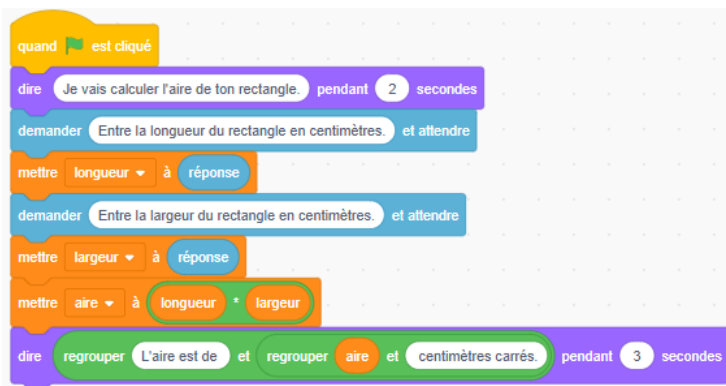 quand est cliqué
dire Je vais calculer l'aire de ton rectangle. pendant 2 secondes
demander Entre la longueur du rectangle en centimètres. et attendre
mettre longueur à réponse
demander Entre la largeur du rectangle en centimètres. et attendre
mettre largeur à réponse
mettre aire à longueur * largeur
dire regrouper L'aire est de et regrouper aire et centimètres carrés. pendant 3 secondes